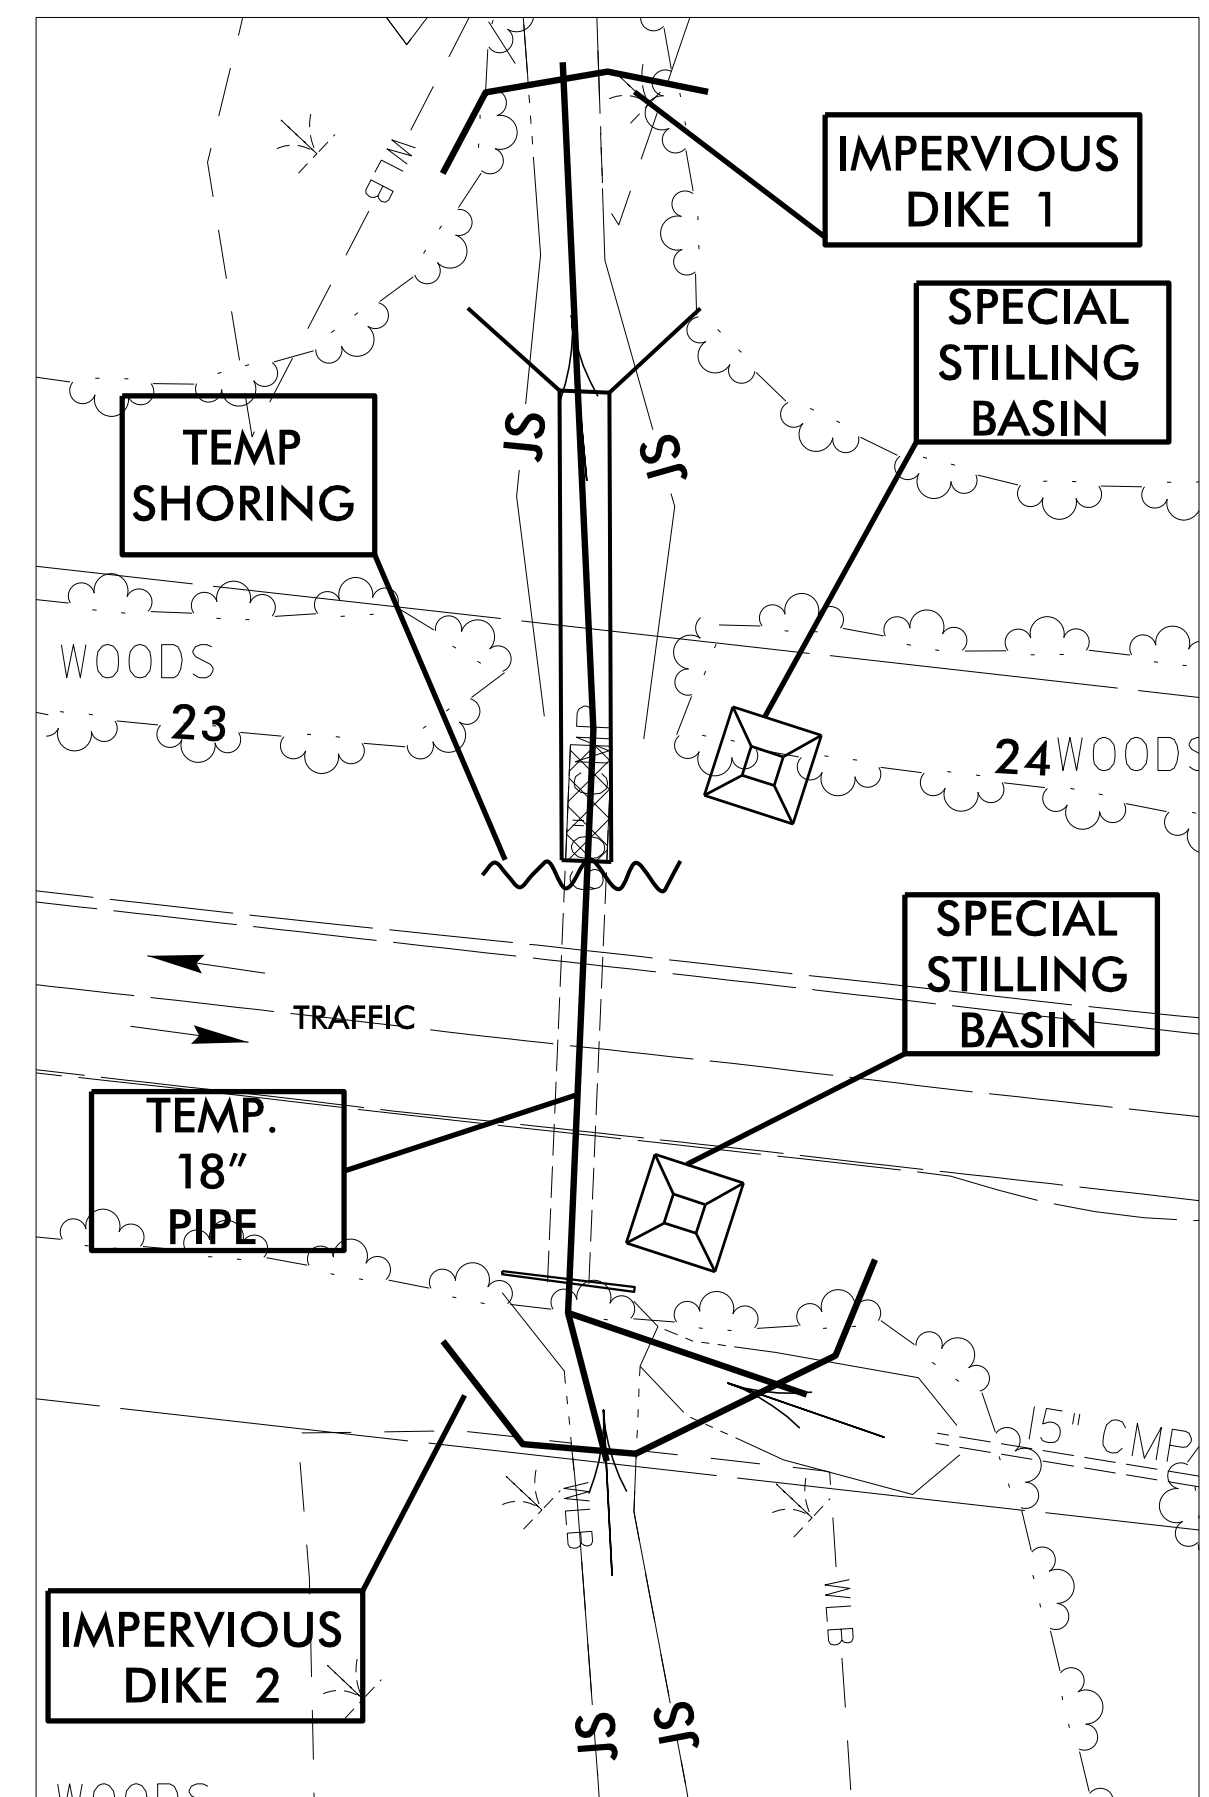 WLB
IMPERVIOUS
DIKE 1
SPECIAL
STILLING
BASIN
TEMP
SHORING
JS
JS
WOODS
23
24
WOODS
SPECIAL
STILLING
BASIN
TRAFFIC
TEMP.
18"
PIPE
15" CMP
WLB
WLB
IMPERVIOUS
DIKE 2
JS
JS
WOODS